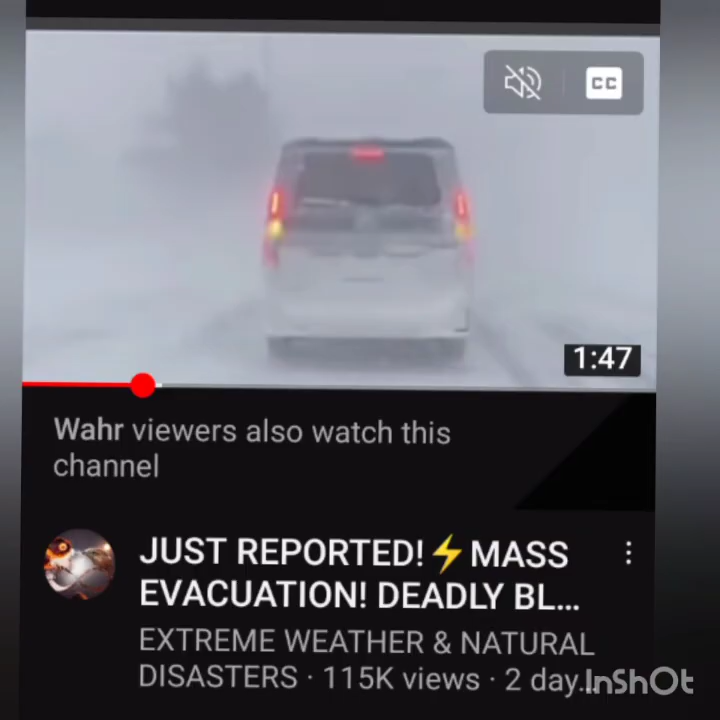 CC
1:47
Wahr viewers also watch this
channel
JUST REPORTED!⚡MASS
EVACUATION! DEADLY BL...
EXTREME WEATHER & NATURAL
DISASTERS · 115K views · 2 day...
InShOt